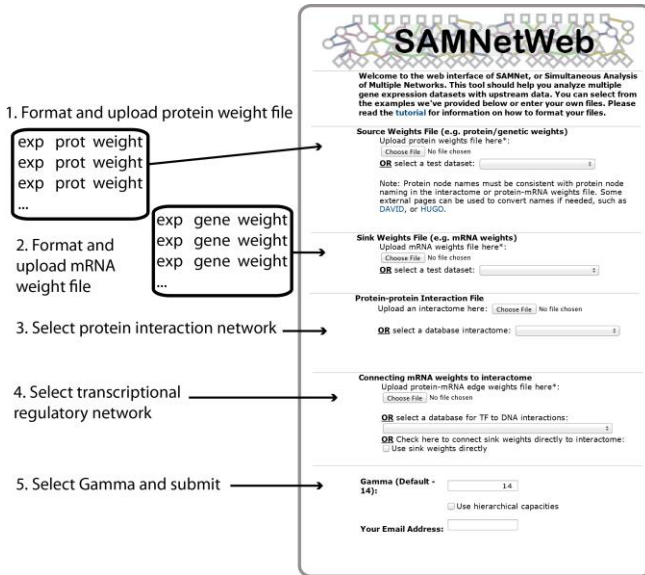 SAMNetWeb
Welcome to the web interface of SAMNet, or Simultaneous Analysis
of Multiple Networks. This tool should help you analyze multiple
gene expression datasets with upstream data. You can select from
the examples we've provided below or enter your own files. Please
read the tutorial for information on how to format your files.
1. Format and upload protein weight file
exp prot weight
exp prot weight
exp prot weight
...
Source Weights File (e.g. protein/genetic weights)
Upload protein weights file here*:
Choose File No file chosen
OR select a test dataset:
Note: Protein node names must be consistent with protein node
naming in the interactome or protein-mRNA weights file. Some
external pages can be used to convert names if needed, such as
DAVID, or HUGO.
2. Format and
upload mRNA
weight file
exp gene weight
exp gene weight
exp gene weight
...
Sink Weights File (e.g. mRNA weights)
Upload mRNA weights file here*:
Choose File No file chosen
OR select a test dataset:
3. Select protein interaction network
Protein-protein Interaction File
Upload an interactome here: Choose File No file chosen
OR select a database interactome:
4. Select transcriptional
regulatory network
Connecting mRNA weights to interactome
Upload protein-mRNA edge weights file here*:
Choose File No file chosen
OR select a database for TF to DNA interactions:
OR Check here to connect sink weights directly to interactome:
Use sink weights directly
5. Select Gamma and submit
Gamma (Default -
14):
14
Use hierarchical capacities
Your Email Address: